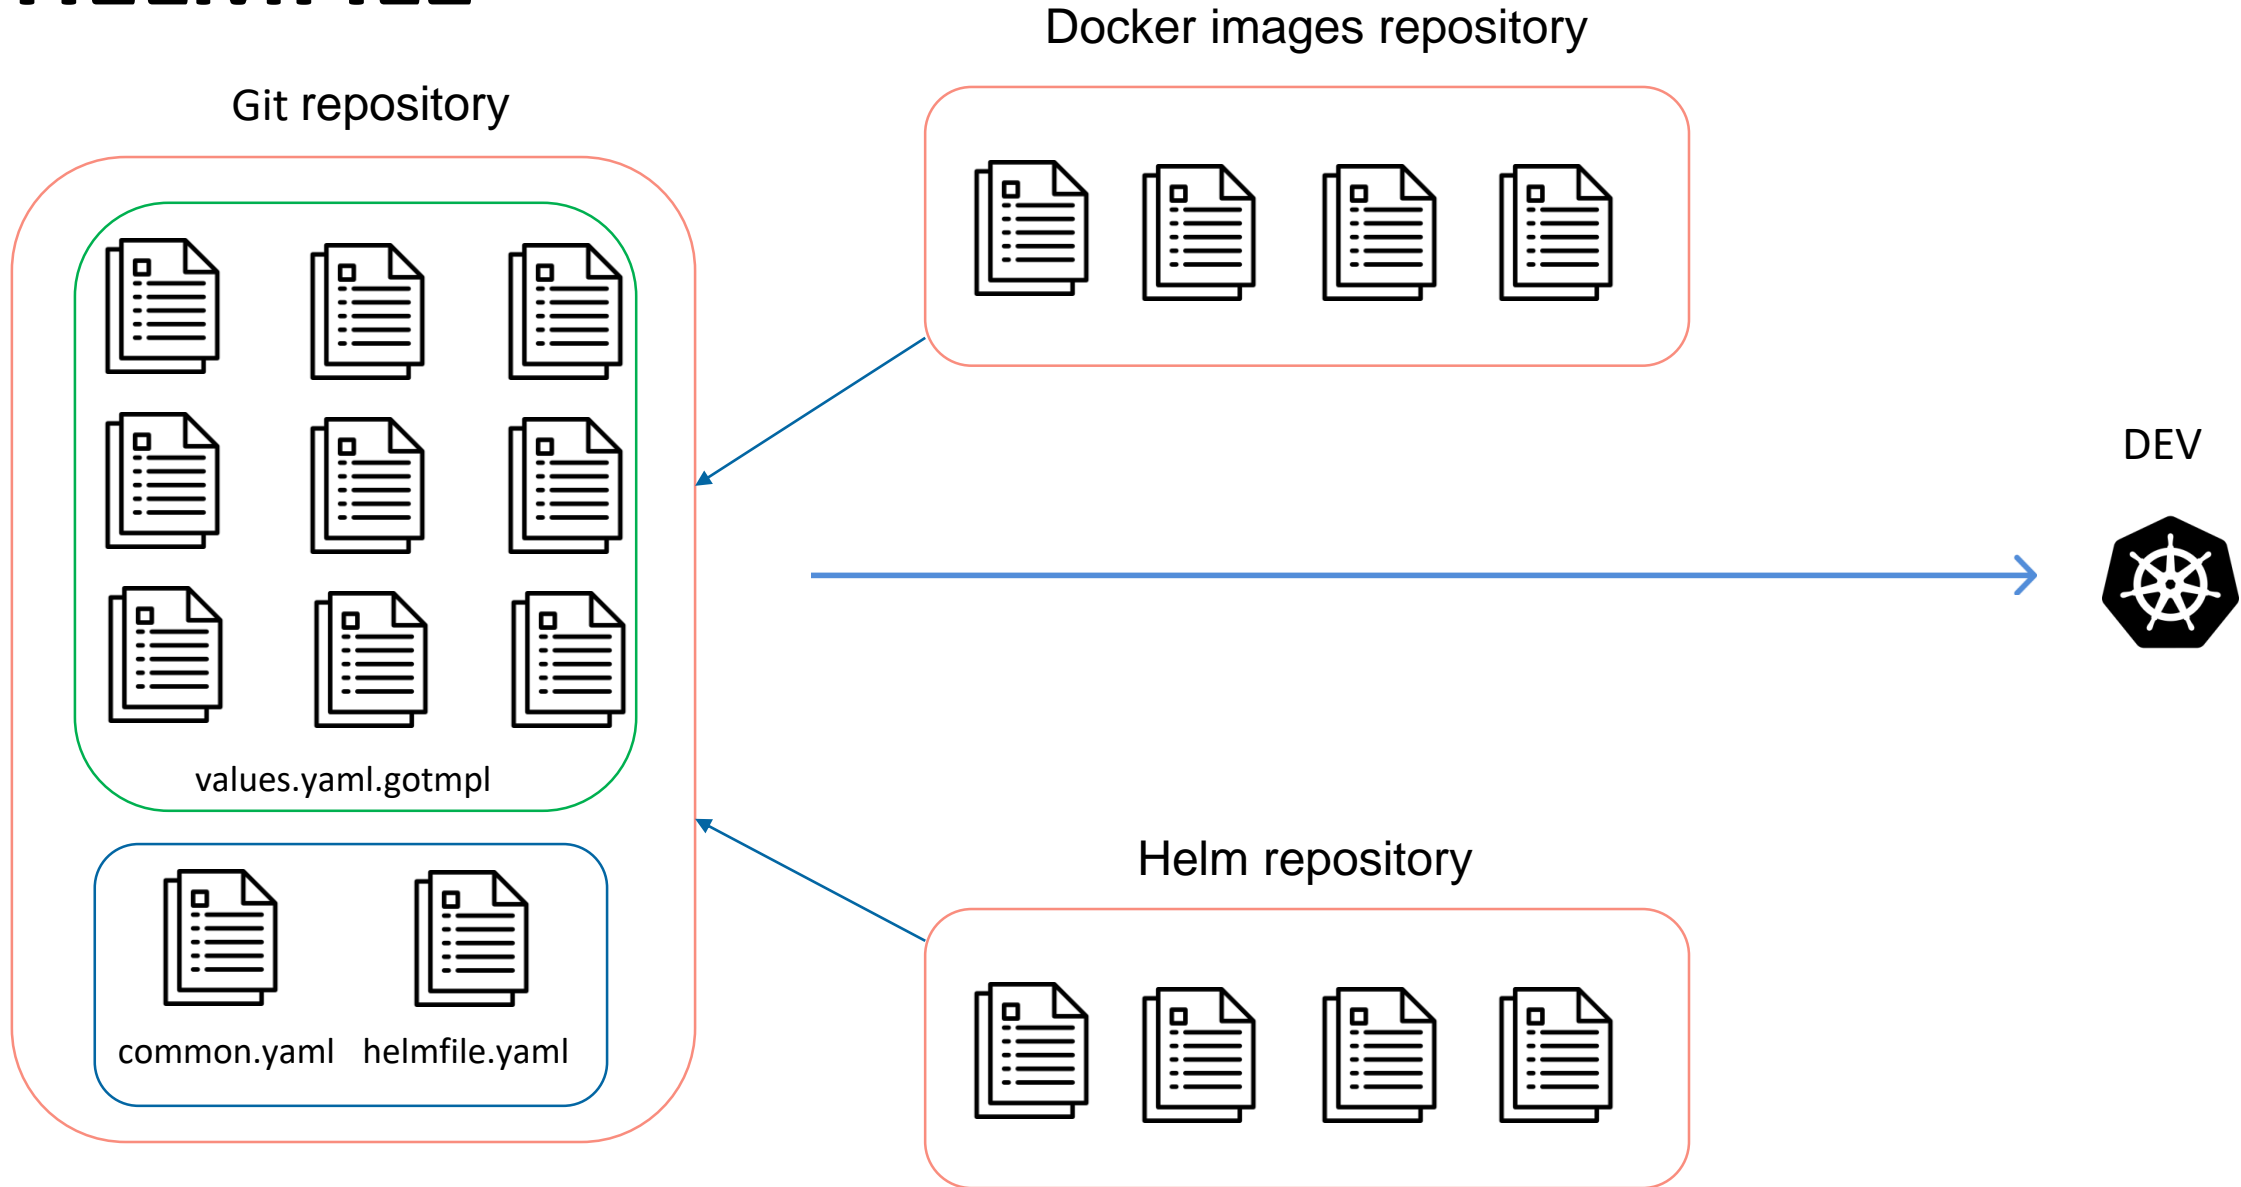 Docker images repository
Git repository
DEV
values.yaml.gotmpl
Helm repository
common.yaml helmfile.yaml